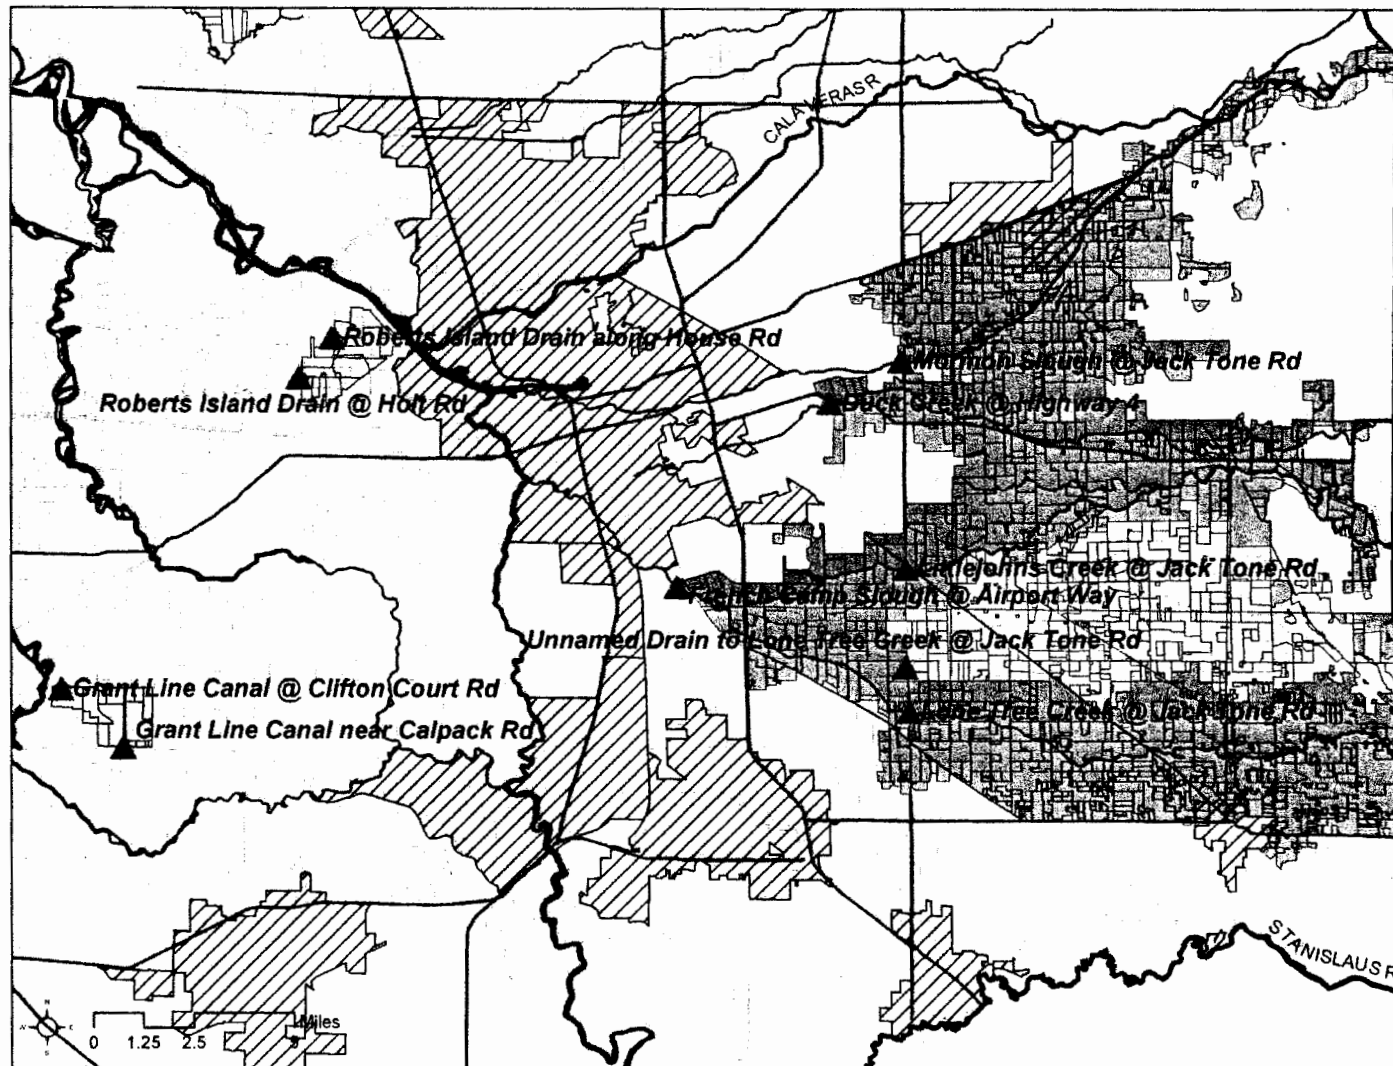 CALAVERAS R
Roberts Island Drain along House Rd
Mormon Slough @ Jack Tone Rd
Roberts Island Drain @ Holt Rd
Duck Creek @ Highway 4
Littlejohns Creek @ Jack Tone Rd
French Camp Slough @ Airport Way
Unnamed Drain to Lone Tree Creek @ Jack Tone Rd
Grant Line Canal @ Clifton Court Rd
Lone Tree Creek @ Jack Tone Rd
Grant Line Canal near Calpack Rd
STANISLAUS R
N
S
Miles
0 1.25 2.5 5